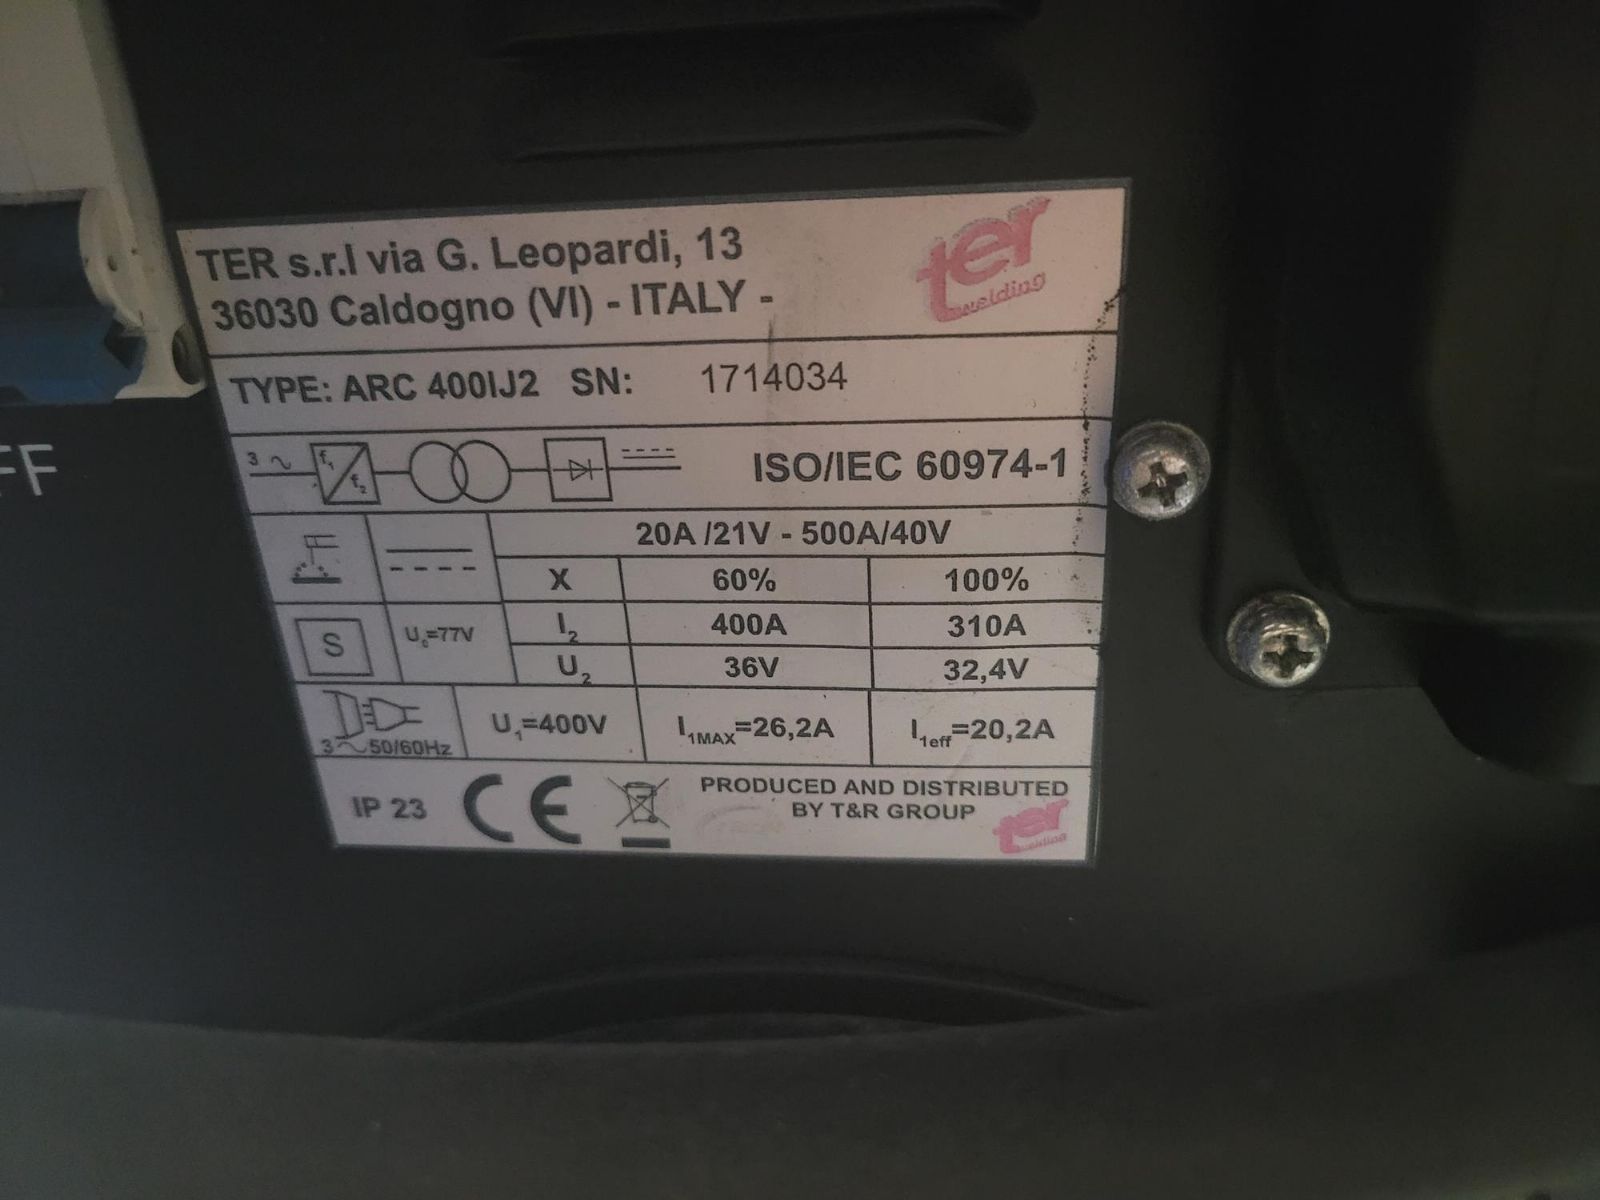 TER s.r.l via G. Leopardi, 13
36030 Caldogno (VI) - ITALY -
ter
welding
TYPE: ARC 400IJ2 SN: 1714034
3 ~ f1 f2 ISO/IEC 60974-1
20A /21V - 500A/40V
X 60% 100%
I2 400A 310A
S U0=77V
U2 36V 32,4V
3~50/60Hz U1=400V I1MAX=26,2A I1eff=20,2A
IP 23 CE PRODUCED AND DISTRIBUTED
BY T&R GROUP
ter
welding
FF